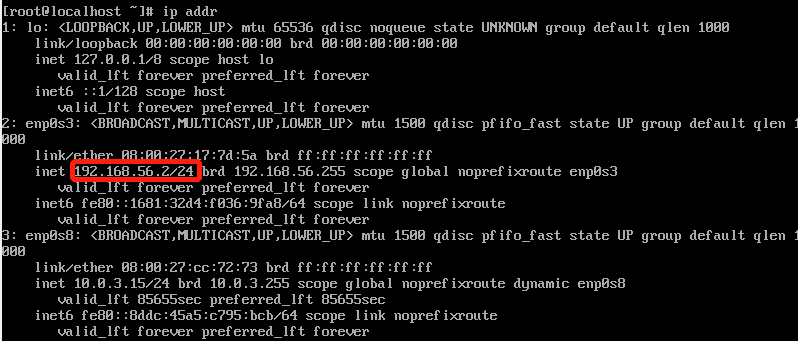 [root@localhost ~]# ip addr
1: lo: <LOOPBACK,UP,LOWER_UP> mtu 65536 qdisc noqueue state UNKNOWN group default qlen 1000
link/loopback 00:00:00:00:00:00 brd 00:00:00:00:00:00
inet 127.0.0.1/8 scope host lo
valid_lft forever preferred_lft forever
inet6 ::1/128 scope host
valid_lft forever preferred_lft forever
2: enp0s3: <BROADCAST,MULTICAST,UP,LOWER_UP> mtu 1500 qdisc pfifo_fast state UP group default qlen 1
000
link/ether 08:00:27:17:7d:5a brd ff:ff:ff:ff:ff:ff
inet 192.168.56.2/24 brd 192.168.56.255 scope global noprefixroute enp0s3
valid_lft forever preferred_lft forever
inet6 fe80::1681:32d4:f036:9fa8/64 scope link noprefixroute
valid_lft forever preferred_lft forever
3: enp0s8: <BROADCAST,MULTICAST,UP,LOWER_UP> mtu 1500 qdisc pfifo_fast state UP group default qlen 1
000
link/ether 08:00:27:cc:72:73 brd ff:ff:ff:ff:ff:ff
inet 10.0.3.15/24 brd 10.0.3.255 scope global noprefixroute dynamic enp0s8
valid_lft 85655sec preferred_lft 85655sec
inet6 fe80::8ddc:45a5:c795:bcb/64 scope link noprefixroute
valid_lft forever preferred_lft forever